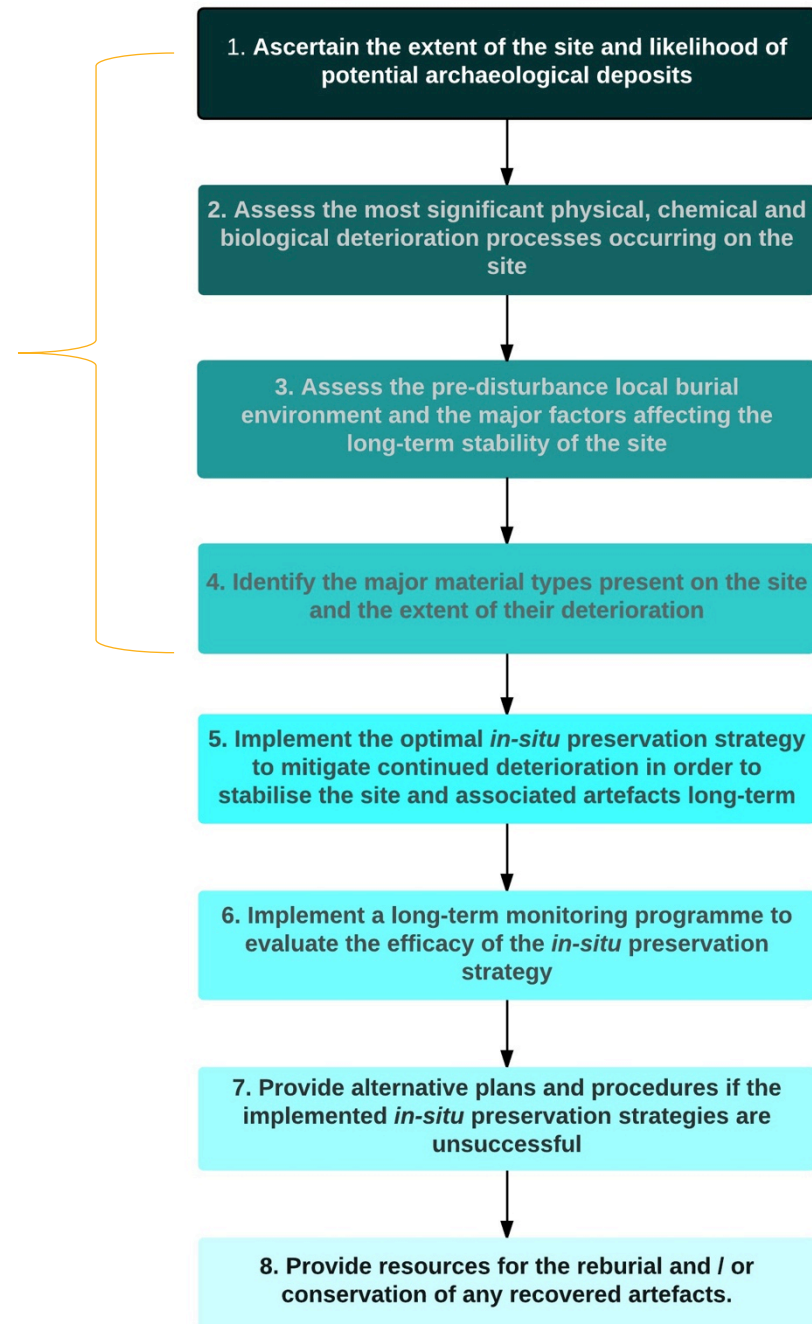 1. Ascertain the extent of the site and likelihood of
potential archaeological deposits
2. Assess the most significant physical, chemical and
biological deterioration processes occurring on the
site
3. Assess the pre-disturbance local burial
environment and the major factors affecting the
long-term stability of the site
4. Identify the major material types present on the site
and the extent of their deterioration
5. Implement the optimal in-situ preservation strategy
to mitigate continued deterioration in order to
stabilise the site and associated artefacts long-term
6. Implement a long-term monitoring programme to
evaluate the efficacy of the in-situ preservation
strategy
7. Provide alternative plans and procedures if the
implemented in-situ preservation strategies are
unsuccessful
8. Provide resources for the reburial and / or
conservation of any recovered artefacts.